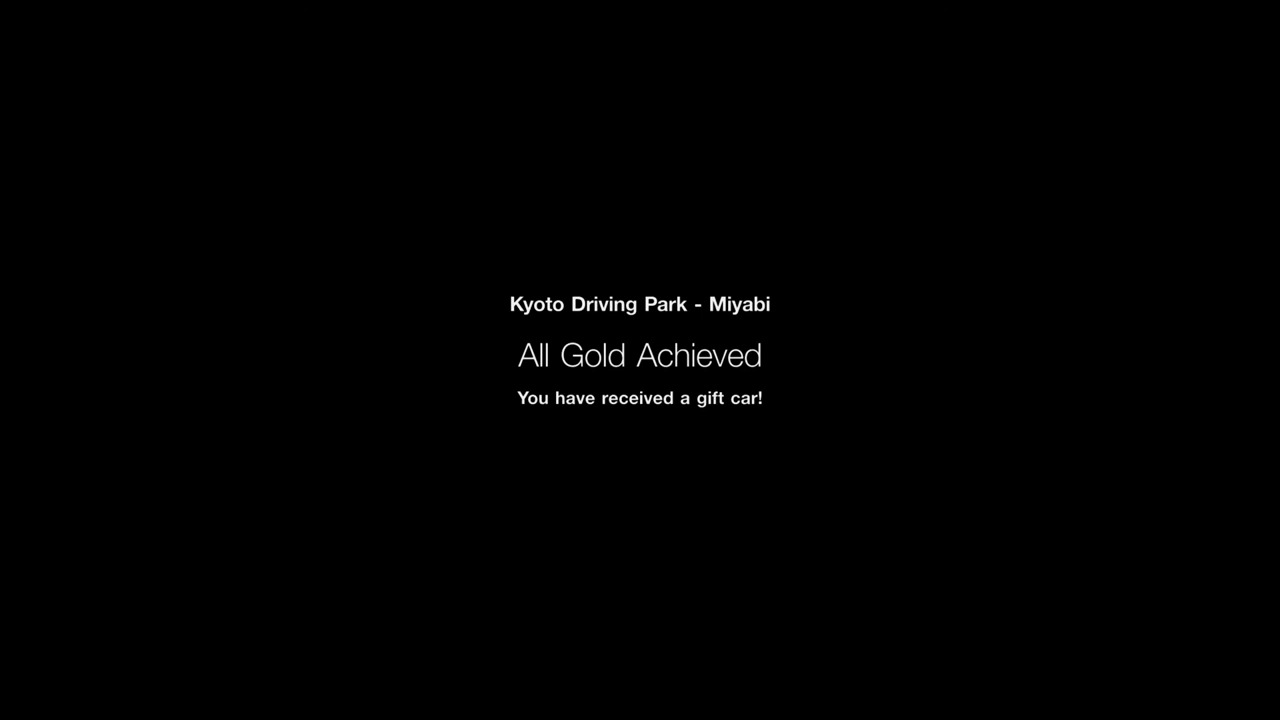 Kyoto Driving Park - Miyabi
All Gold Achieved
You have received a gift car!